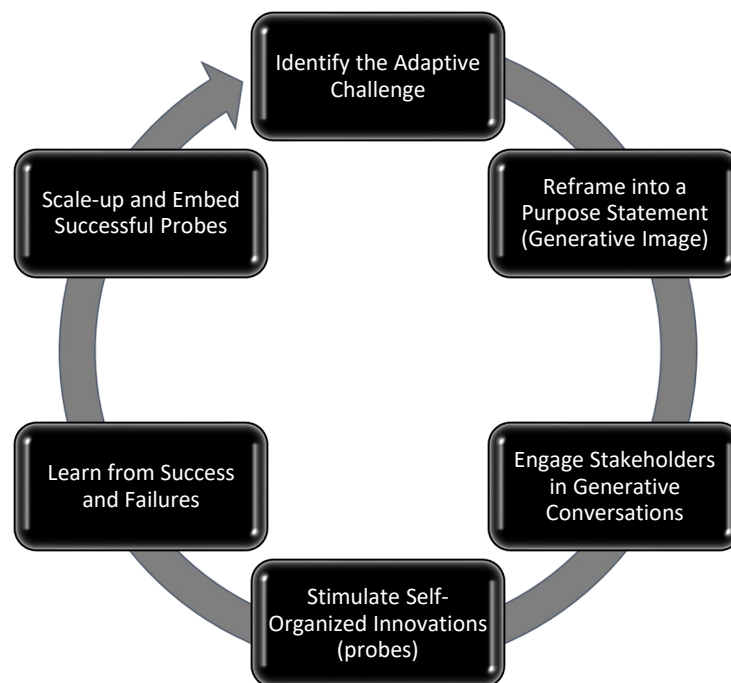 Identify the Adaptive
Challenge
Reframe into a
Purpose Statement
(Generative Image)
Engage Stakeholders
in Generative
Conversations
Stimulate Self-
Organized Innovations
(probes)
Learn from Success
and Failures
Scale-up and Embed
Successful Probes